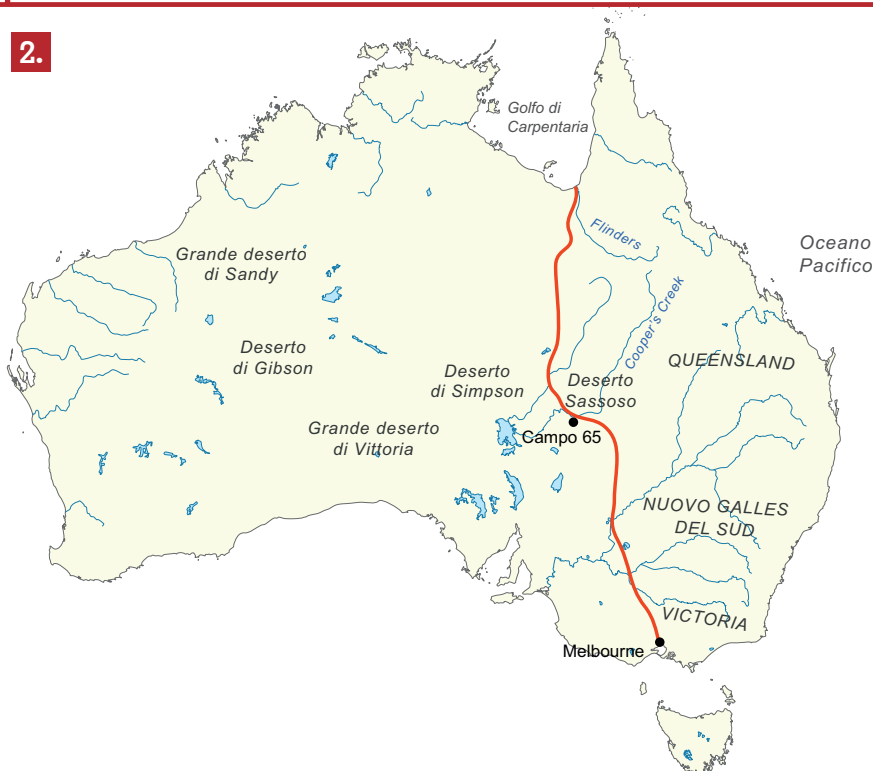 2.
Golfo di
Carpentaria
Flinders
Oceano
Pacifico
Grande deserto
di Sandy
Cooper's Creek
Deserto
di Gibson
QUEENSLAND
Deserto
di Simpson
Deserto
Sassoso
Grande deserto
di Vittoria
Campo 65
NUOVO GALLES
DEL SUD
VICTORIA
Melbourne